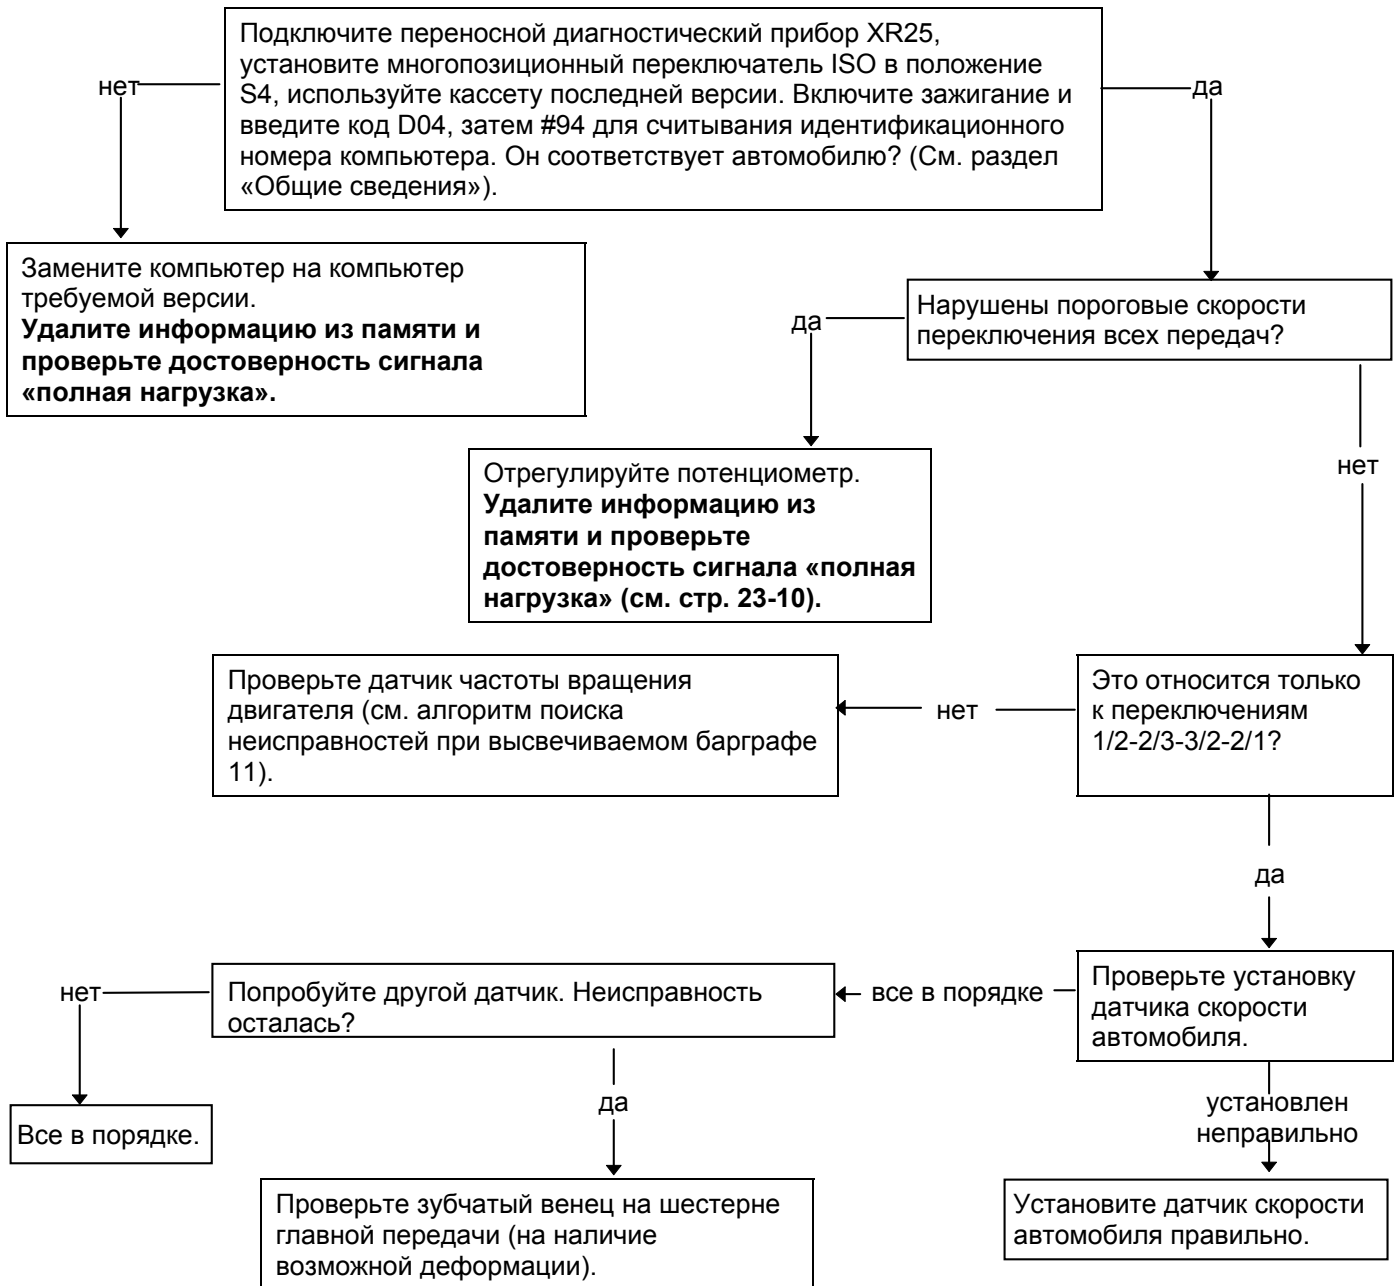 Подключите переносной диагностический прибор XR25,
установите многопозиционный переключатель ISO в положение
S4, используйте кассету последней версии. Включите зажигание и
введите код D04, затем #94 для считывания идентификационного
номера компьютера. Он соответствует автомобилю? (См. раздел
«Общие сведения»).
нет
да
Замените компьютер на компьютер
требуемой версии.
Удалите информацию из памяти и
проверьте достоверность сигнала
«полная нагрузка».
Нарушены пороговые скорости
переключения всех передач?
да
нет
Отрегулируйте потенциометр.
Удалите информацию из
памяти и проверьте
достоверность сигнала «полная
нагрузка» (см. стр. 23-10).
Это относится только
к переключениям
1/2-2/3-3/2-2/1?
нет
Проверьте датчик частоты вращения
двигателя (см. алгоритм поиска
неисправностей при высвечиваемом барграфе
11).
да
Проверьте установку
датчика скорости
автомобиля.
все в порядке
Попробуйте другой датчик. Неисправность
осталась?
нет
да
установлен
неправильно
Все в порядке.
Проверьте зубчатый венец на шестерне
главной передачи (на наличие
возможной деформации).
Установите датчик скорости
автомобиля правильно.